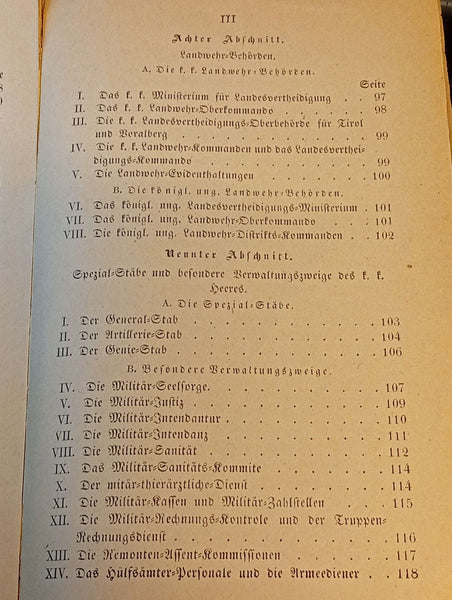 III
Achter Abschnitt.
Landwehr-Behörden.
A. Die k. k. Landwehr-Behörden.
Seite
I. Das k. k. Ministerium für Landesvertheidigung . . 97
II. Das k. k. Landwehr-Oberkommando . . . . 98
III. Die k. k. Landesvertheidigungs-Oberbehörde für Tirol
und Voralberg . . . . . . . . . 99
IV. Die k. k. Landwehr-Kommanden und das Landesverthei-
digungs-Kommando . . . . . . . . 99
V. Die Landwehr-Evidenthaltungen . . . . . 100
B. Die königl. ung. Landwehr-Behörden.
VI. Das königl. ung. Landesvertheidigungs-Ministerium . 101
VII. Das königl. ung. Landwehr-Oberkommando . . . 101
VIII. Die königl. ung. Landwehr-Distrikts-Kommanden . . 102
Neunter Abschnitt.
Spezial-Stäbe und besondere Verwaltungszweige des k. k.
Heeres.
A. Die Spezial-Stäbe.
I. Der General-Stab . . . . . . . . . 103
II. Der Artillerie-Stab . . . . . . . . . 104
III. Der Genie-Stab . . . . . . . . . . 106
B. Besondere Verwaltungszweige.
IV. Die Militär-Seelsorge. . . . . . . . . 107
V. Die Militär-Justiz . . . . . . . . . 109
VI. Die Militär-Intendantur . . . . . . . . 110
VII. Die Militär-Intendanz . . . . . . . . 111
VIII. Die Militär-Sanität . . . . . . . . . 112
IX. Das Militär-Sanitäts-Kommite . . . . . . 114
X. Der mitär-thierärztliche-Dienst . . . . . . 114
XI. Die Militär-Kassen und Militär-Zahlstellen . . . 115
XII. Die Militär-Rechnungs-Kontrole und der Truppen-
Rechnungsdienst . . . . . . . . . . 116
XIII. Die Remonten-Assent-Kommissionen . . . . . 117
XIV. Das Hülfsämter-Personale und die Armeediener . . 118